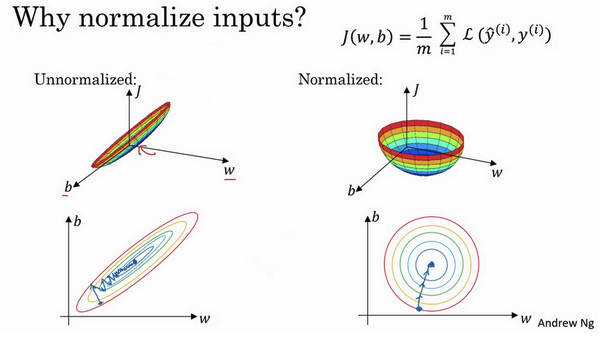 Why normalize inputs?
J(w, b) = \frac{1}{m} \sum_{i=1}^{m} \mathcal{L}(\hat{y}^{(i)}, y^{(i)})
Unnormalized:
Normalized:
J
J
w
w
b
b
b
b
w
w
Andrew Ng